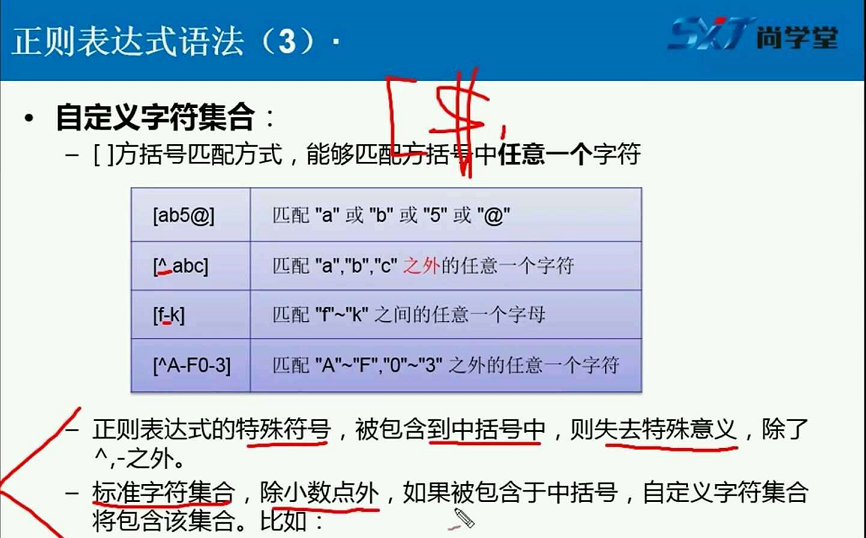 正则表达式语法（3）·
SXT 尚学堂
• 自定义字符集合：
[$,
– [ ]方括号匹配方式，能够匹配方括号中任意一个字符
[ab5@] 匹配 "a" 或 "b" 或 "5" 或 "@"
[^abc] 匹配 "a","b","c" 之外的任意一个字符
[f-k] 匹配 "f"~"k" 之间的任意一个字母
[^A-F0-3] 匹配 "A"~"F","0"~"3" 之外的任意一个字符
– 正则表达式的特殊符号，被包含到中括号中，则失去特殊意义，除了
^,-之外。
– 标准字符集合，除小数点外，如果被包含于中括号，自定义字符集合
将包含该集合。比如：